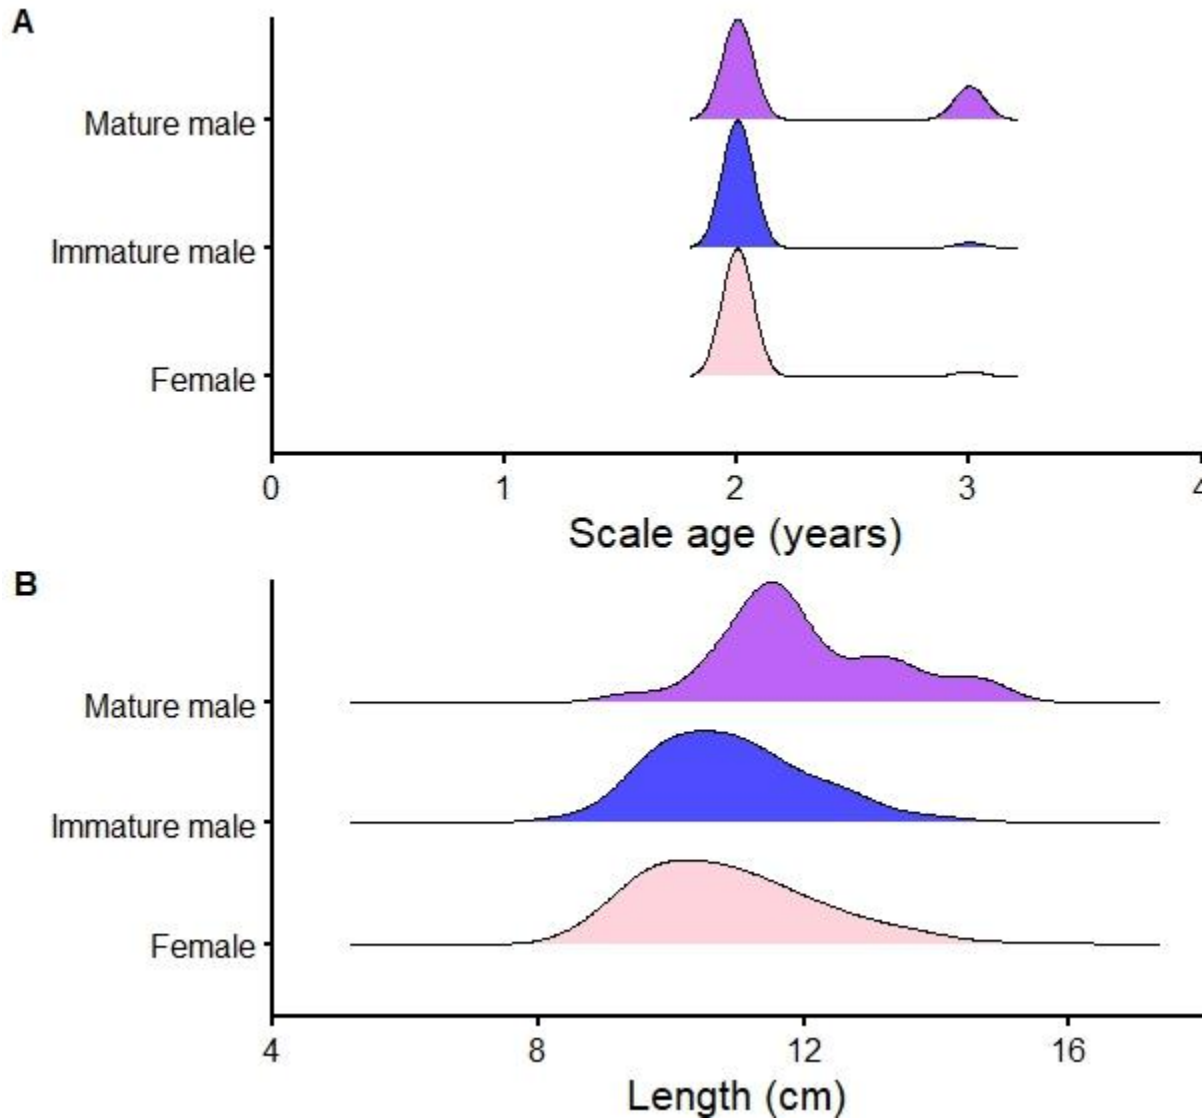 A
Mature male
Immature male
Female
0 1 2 3 4
Scale age (years)
B
Mature male
Immature male
Female
4 8 12 16
Length (cm)